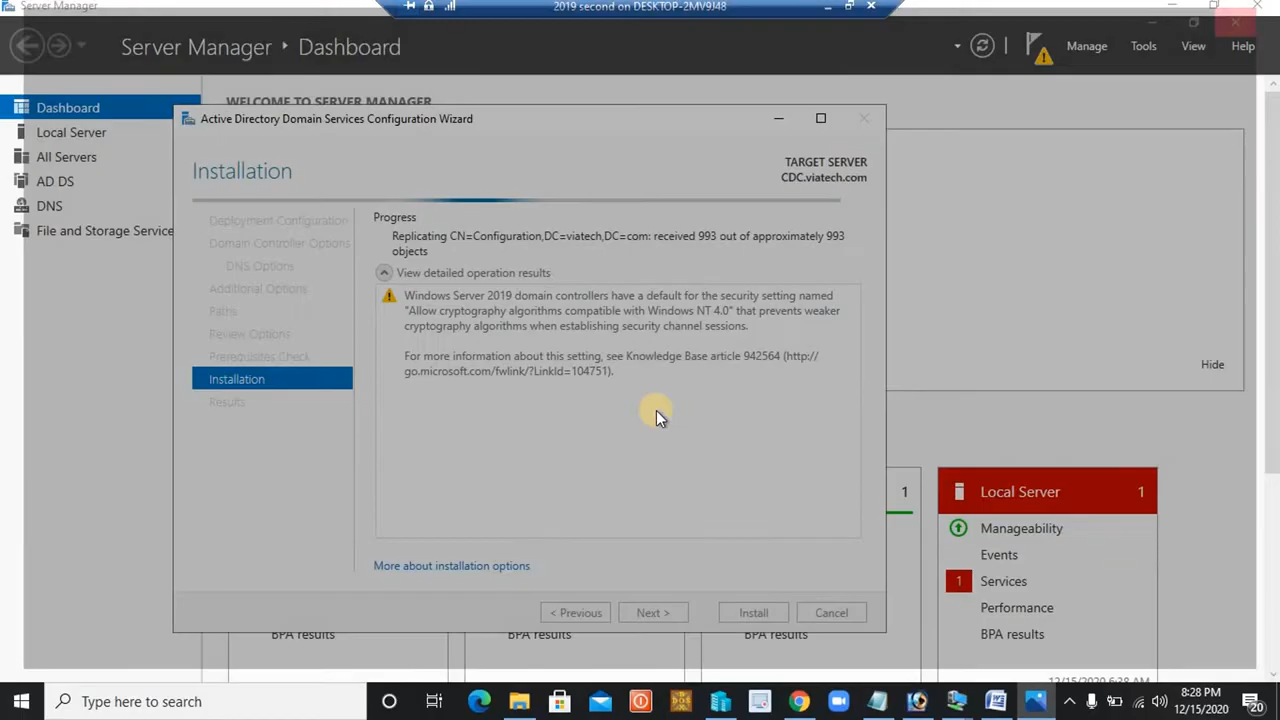 Server Manager
2019 second on DESKTOP-2MV9J48
Server Manager
Dashboard
Manage
Tools
View
Help
Dashboard
Local Server
All Servers
AD DS
DNS
File and Storage Service
WELCOME TO SERVER MANAGER
Active Directory Domain Services Configuration Wizard
Installation
TARGET SERVER
CDC.viatech.com
Deployment Configuration
Domain Controller Options
DNS Options
Additional Options
Paths
Review Options
Prerequisites Check
Installation
Results
Progress
Replicating CN=Configuration,DC=viatech,DC=com: received 993 out of approximately 993
objects
View detailed operation results
Windows Server 2019 domain controllers have a default for the security setting named
"Allow cryptography algorithms compatible with Windows NT 4.0" that prevents weaker
cryptography algorithms when establishing security channel sessions.
For more information about this setting, see Knowledge Base article 942564 (http://
go.microsoft.com/fwlink/?LinkId=104751).
More about installation options
< Previous
Next >
Install
Cancel
Hide
1
Local Server
1
Manageability
Events
1
Services
Performance
BPA results
BPA results
BPA results
BPA results
12/15/2020 6:38 AM
Type here to search
8:28 PM
12/15/2020
20